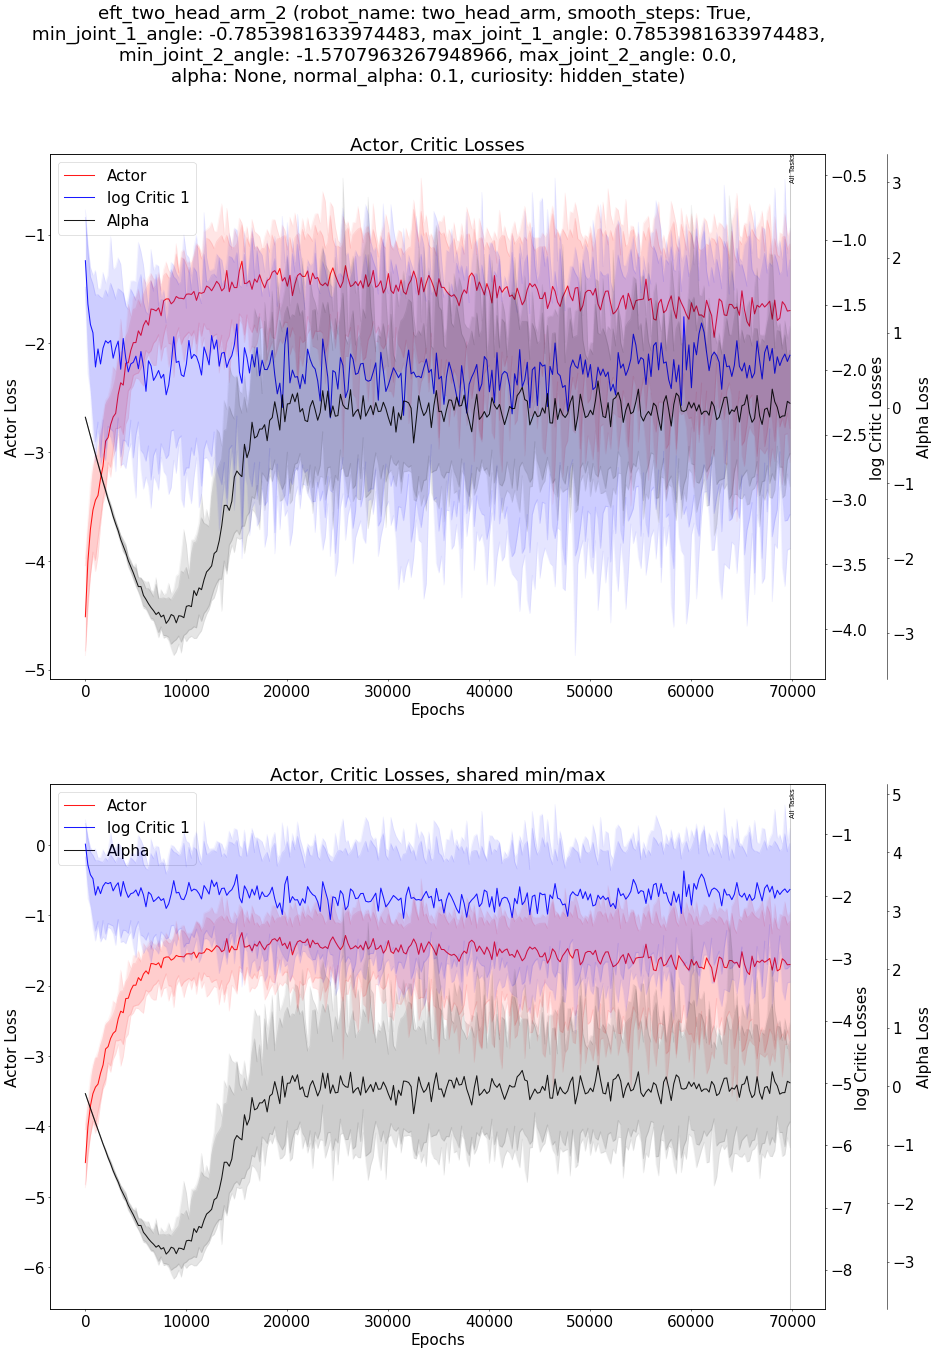 eft_two_head_arm_2 (robot_name: two_head_arm, smooth_steps: True,
min_joint_1_angle: -0.7853981633974483, max_joint_1_angle: 0.7853981633974483,
min_joint_2_angle: -1.5707963267948966, max_joint_2_angle: 0.0,
alpha: None, normal_alpha: 0.1, curiosity: hidden_state)
Actor, Critic Losses
Actor
log Critic 1
Alpha
All Tasks
−1
−2
−3
−4
−5
Actor Loss
−0.5
−1.0
−1.5
−2.0
−2.5
−3.0
−3.5
−4.0
log Critic Losses
3
2
1
0
−1
−2
−3
Alpha Loss
0 10000 20000 30000 40000 50000 60000 70000
Epochs
Actor, Critic Losses, shared min/max
Actor
log Critic 1
Alpha
All Tasks
0
−1
−2
−3
−4
−5
−6
Actor Loss
−1
−2
−3
−4
−5
−6
−7
−8
log Critic Losses
5
4
3
2
1
0
−1
−2
−3
Alpha Loss
0 10000 20000 30000 40000 50000 60000 70000
Epochs